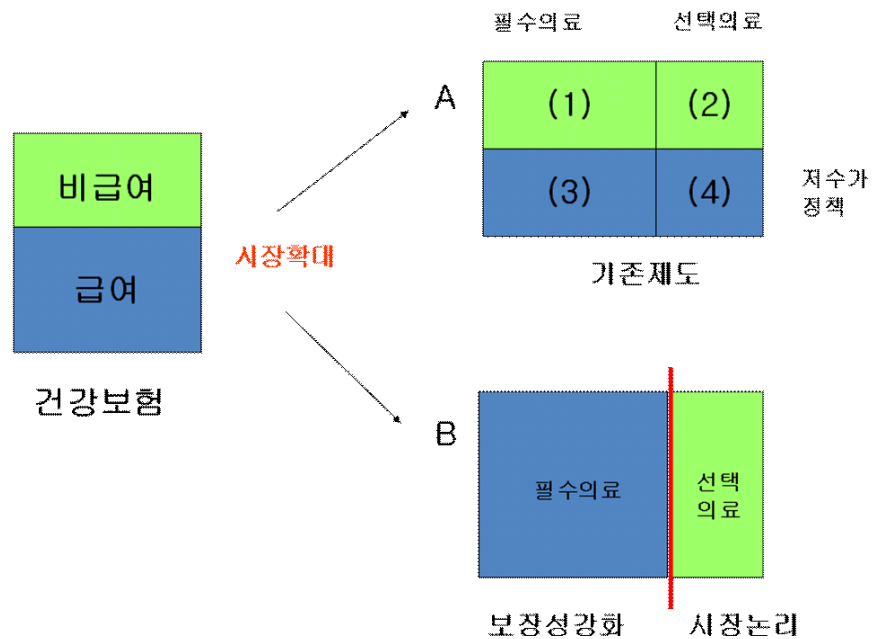 필수의료 선택의료
A
(1) (2)
(3) (4)
저수가
정책
기존제도
비급여
급여
건강보험
시장확대
B
필수의료
선택
의료
보장성강화 시장논리